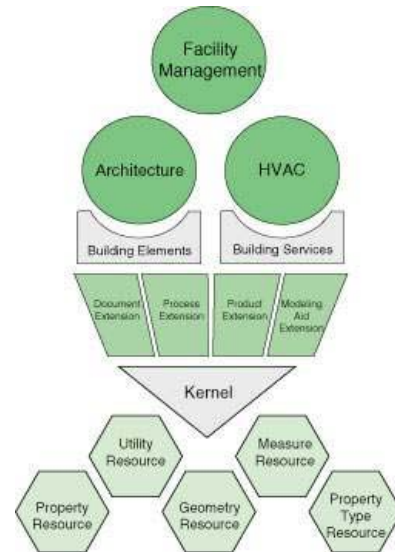 Facility
Management
Architecture
HVAC
Building Elements
Building Services
Document
Extension
Process
Extension
Product
Extension
Modeling
Aid
Extension
Kernel
Utility
Resource
Measure
Resource
Property
Resource
Geometry
Resource
Property
Type
Resource